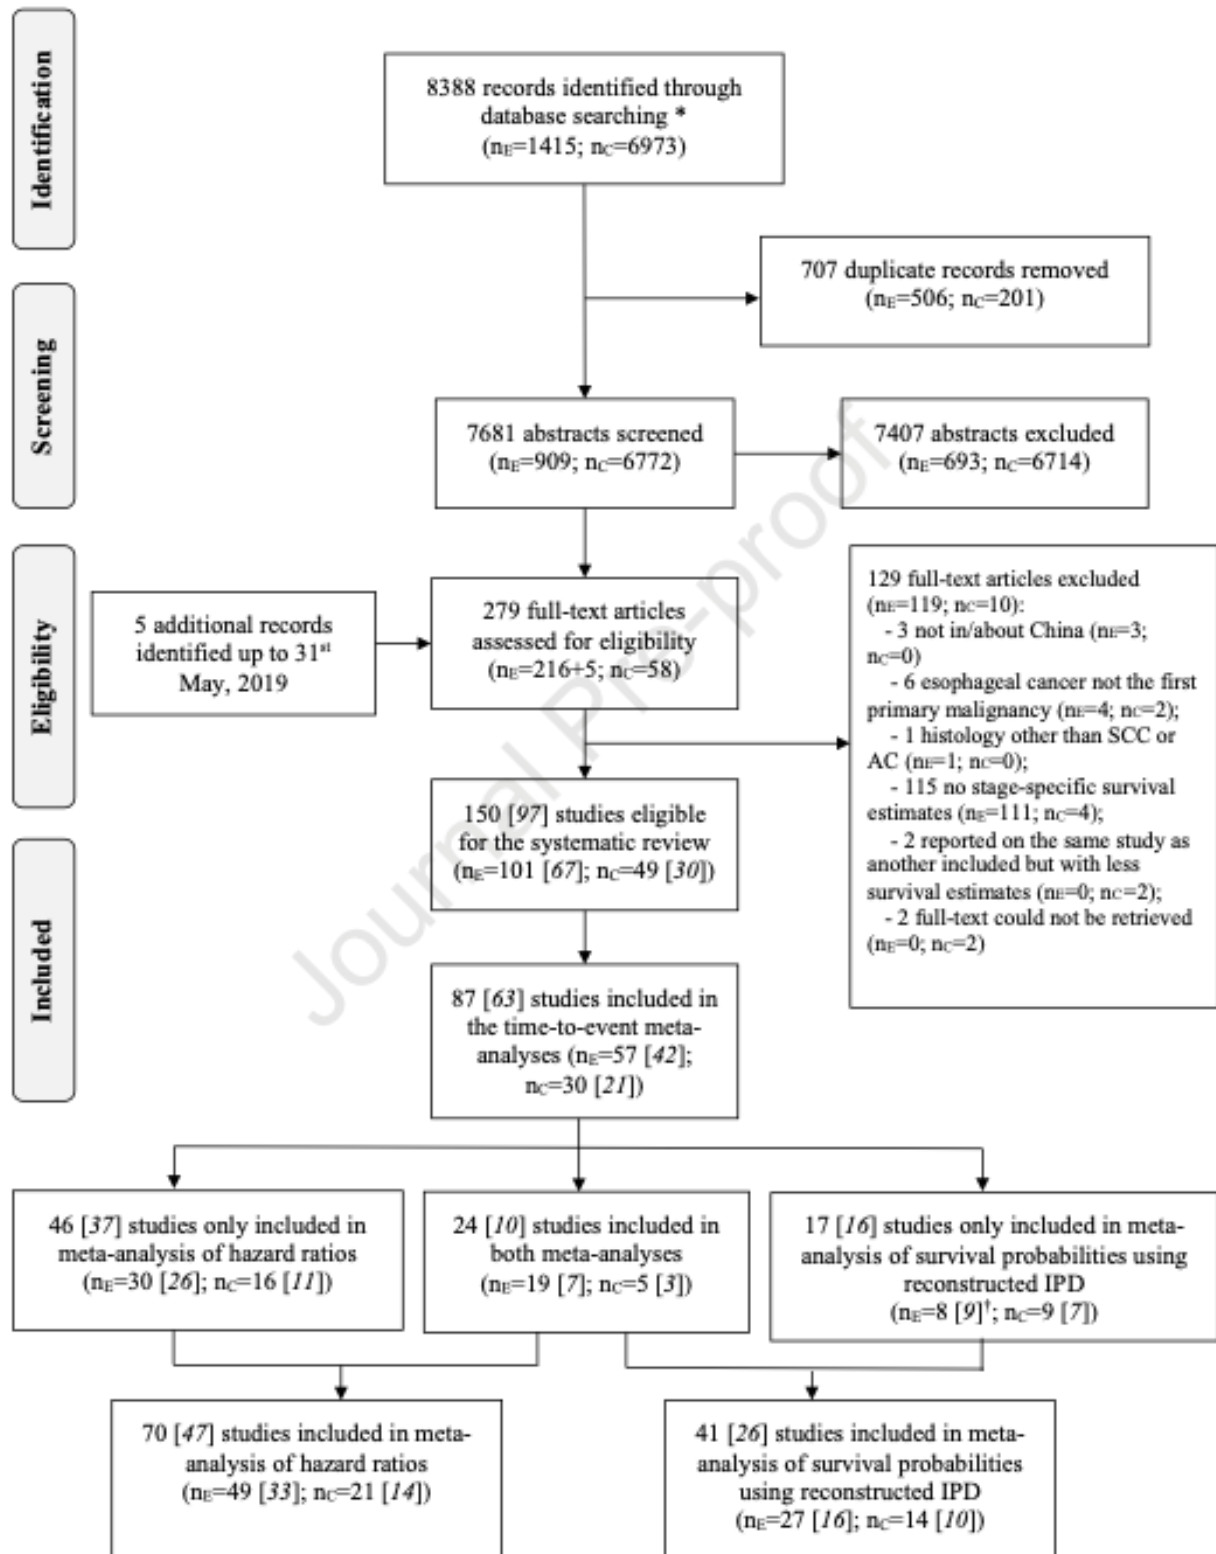 Identification
8388 records identified through
database searching *
(nE=1415; nC=6973)
707 duplicate records removed
(nE=506; nC=201)
Screening
7681 abstracts screened
(nE=909; nC=6772)
7407 abstracts excluded
(nE=693; nC=6714)
Eligibility
5 additional records
identified up to 31st
May, 2019
279 full-text articles
assessed for eligibility
(nE=216+5; nC=58)
129 full-text articles excluded
(nE=119; nC=10):
- 3 not in/about China (nE=3;
nC=0)
- 6 esophageal cancer not the first
primary malignancy (nE=4; nC=2);
- 1 histology other than SCC or
AC (nE=1; nC=0);
- 115 no stage-specific survival
estimates (nE=111; nC=4);
- 2 reported on the same study as
another included but with less
survival estimates (nE=0; nC=2);
- 2 full-text could not be retrieved
(nE=0; nC=2)
150 [97] studies eligible
for the systematic review
(nE=101 [67]; nC=49 [30])
Included
87 [63] studies included in
the time-to-event meta-
analyses (nE=57 [42];
nC=30 [21])
46 [37] studies only included in
meta-analysis of hazard ratios
(nE=30 [26]; nC=16 [11])
24 [10] studies included in
both meta-analyses
(nE=19 [7]; nC=5 [3])
17 [16] studies only included in meta-
analysis of survival probabilities using
reconstructed IPD
(nE=8 [9]†; nC=9 [7])
70 [47] studies included in meta-
analysis of hazard ratios
(nE=49 [33]; nC=21 [14])
41 [26] studies included in meta-
analysis of survival probabilities
using reconstructed IPD
(nE=27 [16]; nC=14 [10])
Journal Pre-proof